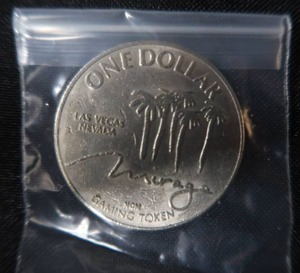 ONE DOLLAR
LAS VEGAS
NEVADA
Mirage
NON
GAMING TOKEN